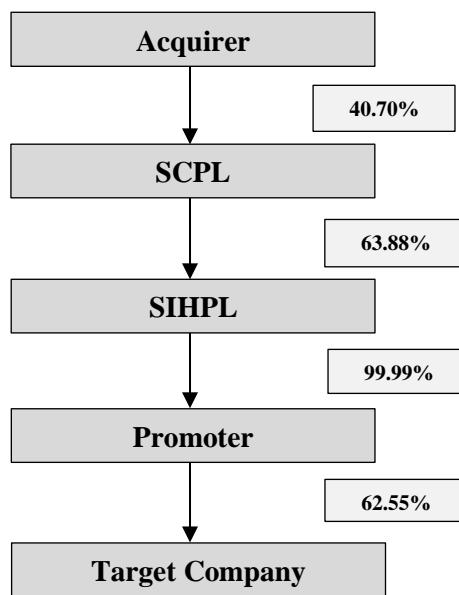 Acquirer
40.70%
SCPL
63.88%
SIHPL
99.99%
Promoter
62.55%
Target Company